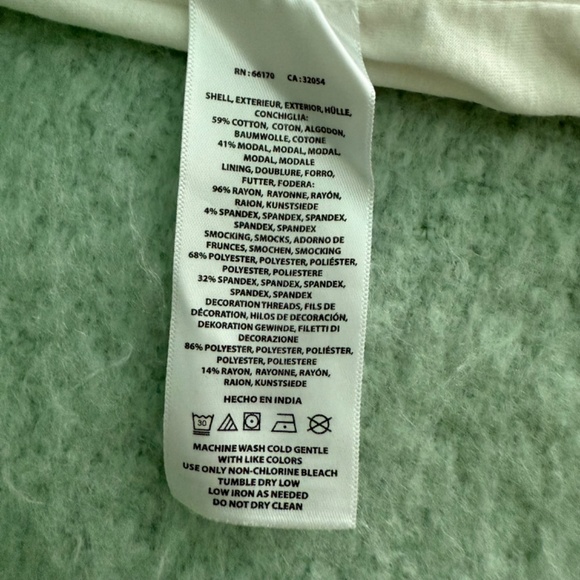 RN : 66170 CA : 32054
SHELL, EXTERIEUR, EXTERIOR, HÜLLE,
CONCHIGLIA:
59% COTTON, COTON, ALGODON,
BAUMWOLLE, COTONE
41% MODAL, MODAL, MODAL,
MODAL, MODALE
LINING, DOUBLURE, FORRO,
FUTTER, FODERA:
96% RAYON, RAYONNE, RAYÓN,
RAION, KUNSTSIEDE
4% SPANDEX, SPANDEX, SPANDEX,
SPANDEX, SPANDEX
SMOCKING, SMOCKS, ADORNO DE
FRUNCES, SMOCHEN, SMOCKING
68% POLYESTER, POLYESTER, POLIÉSTER,
POLYESTER, POLIESTERE
32% SPANDEX, SPANDEX, SPANDEX,
SPANDEX, SPANDEX
DECORATION THREADS, FILS DE
DÉCORATION, HILOS DE DECORACIÓN,
DEKORATION GEWINDE, FILETTI DI
DECORAZIONE
86% POLYESTER, POLYESTER, POLIÉSTER,
POLYESTER, POLIESTERE
14% RAYON, RAYONNE, RAYÓN,
RAION, KUNSTSIEDE
HECHO EN INDIA
30
MACHINE WASH COLD GENTLE
WITH LIKE COLORS
USE ONLY NON-CHLORINE BLEACH
TUMBLE DRY LOW
LOW IRON AS NEEDED
DO NOT DRY CLEAN